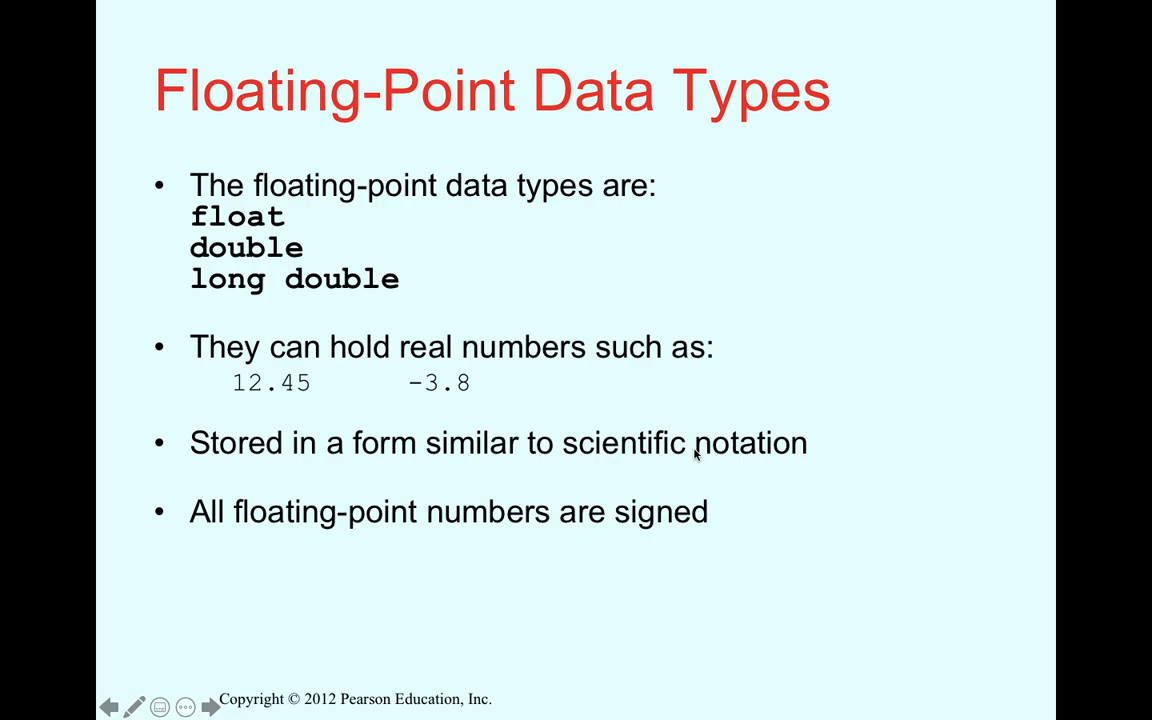 Floating-Point Data Types
• The floating-point data types are:
float
double
long double
• They can hold real numbers such as:
12.45 -3.8
• Stored in a form similar to scientific notation
• All floating-point numbers are signed
Copyright © 2012 Pearson Education, Inc.